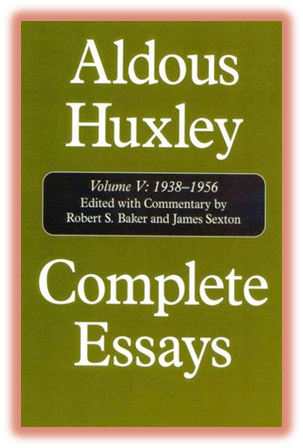 Aldous
Huxley
Volume V: 1938–1956
Edited with Commentary by
Robert S. Baker and James Sexton
Complete
Essays